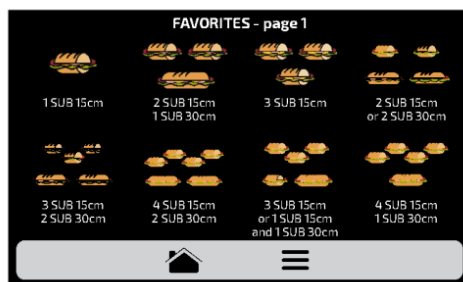 FAVORITES - page 1
1 SUB 15cm
2 SUB 15cm
1 SUB 30cm
3 SUB 15cm
2 SUB 15cm
or 2 SUB 30cm
3 SUB 15cm
2 SUB 30cm
4 SUB 15cm
2 SUB 30cm
3 SUB 15cm
or 1 SUB 15cm
and 1 SUB 30cm
4 SUB 15cm
1 SUB 30cm